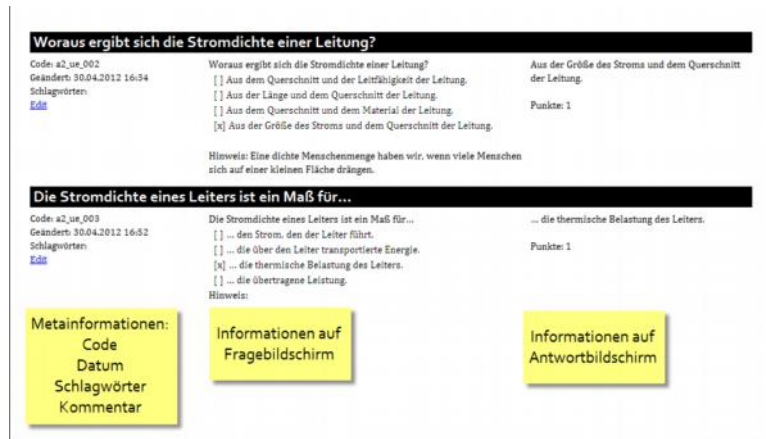 Woraus ergibt sich die Stromdichte einer Leitung?
Code: a2_ue_002
Geändert: 30.04.2012 16:34
Schlagwörter:
Edit
Woraus ergibt sich die Stromdichte einer Leitung?
[ ] Aus dem Querschnitt und der Leitfähigkeit der Leitung.
[ ] Aus der Länge und dem Querschnitt der Leitung.
[ ] Aus dem Querschnitt und dem Material der Leitung.
[x] Aus der Größe des Stroms und dem Querschnitt der Leitung.
Hinweis: Eine dichte Menschenmenge haben wir, wenn viele Menschen
sich auf einer kleinen Fläche drängen.
Aus der Größe des Stroms und dem Querschnitt
der Leitung.
Punkte: 1
Die Stromdichte eines Leiters ist ein Maß für...
Code: a2_ue_003
Geändert: 30.04.2012 16:52
Schlagwörter:
Edit
Die Stromdichte eines Leiters ist ein Maß für...
[ ] ... den Strom, den der Leiter führt.
[ ] ... die über den Leiter transportierte Energie.
[x] ... die thermische Belastung des Leiters.
[ ] ... die übertragene Leistung.
Hinweis:
... die thermische Belastung des Leiters.
Punkte: 1
Metainformationen:
Code
Datum
Schlagwörter
Kommentar
Informationen auf
Fragebildschirm
Informationen auf
Antwortbildschirm